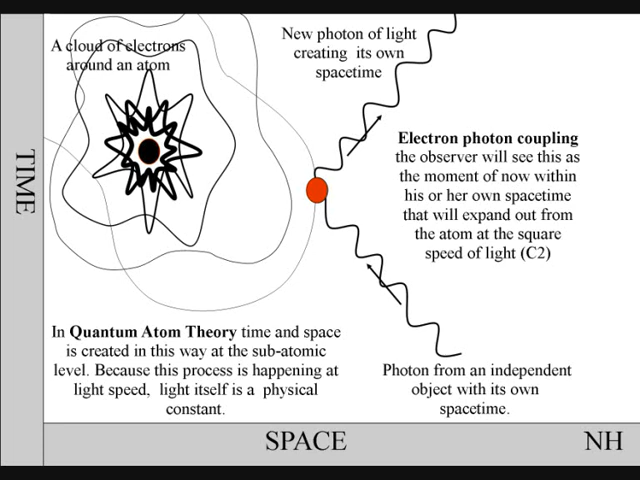 A cloud of electrons
around an atom
New photon of light
creating its own
spacetime
Electron photon coupling
the observer will see this as
the moment of now within
his or her own spacetime
that will expand out from
the atom at the square
speed of light (C2)
TIME
In Quantum Atom Theory time and space
is created in this way at the sub-atomic
level. Because this process is happening at
light speed, light itself is a physical
constant.
Photon from an independent
object with its own
spacetime.
SPACE
NH